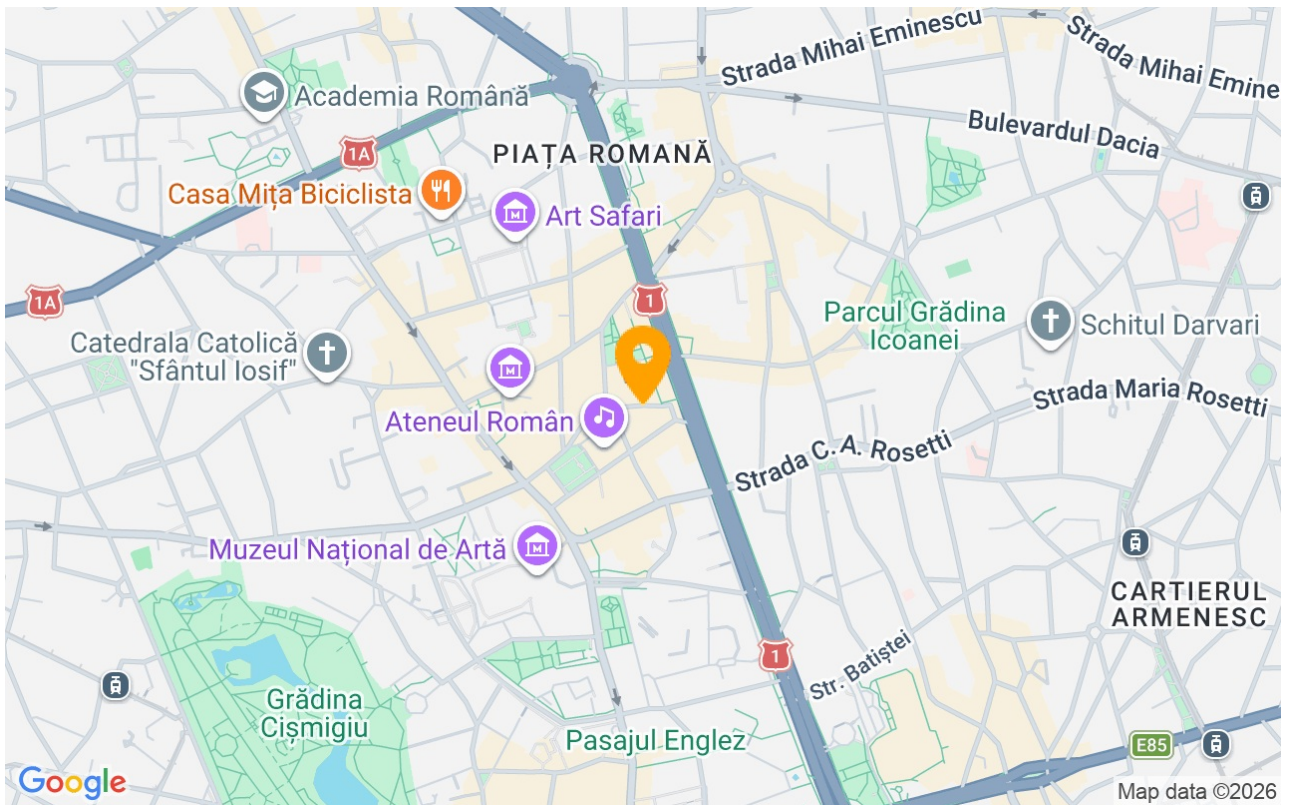 Strada Mihai Eminescu
Strada Mihai Emine
Academia Română
Bulevardul Dacia
1A
PIAȚA ROMANĂ
Casa Mița Biciclista
Art Safari
1A
1
Parcul Grădina
Icoanei
Schitul Darvari
Catedrala Catolică
"Sfântul Iosif"
Strada Maria Rosetti
Ateneul Român
Strada C. A. Rosetti
Muzeul Național de Artă
CARTIERUL
ARMENESC
1
Str. Batiștei
Grădina
Cișmigiu
Pasajul Englez
E85
Google
Map data ©2026